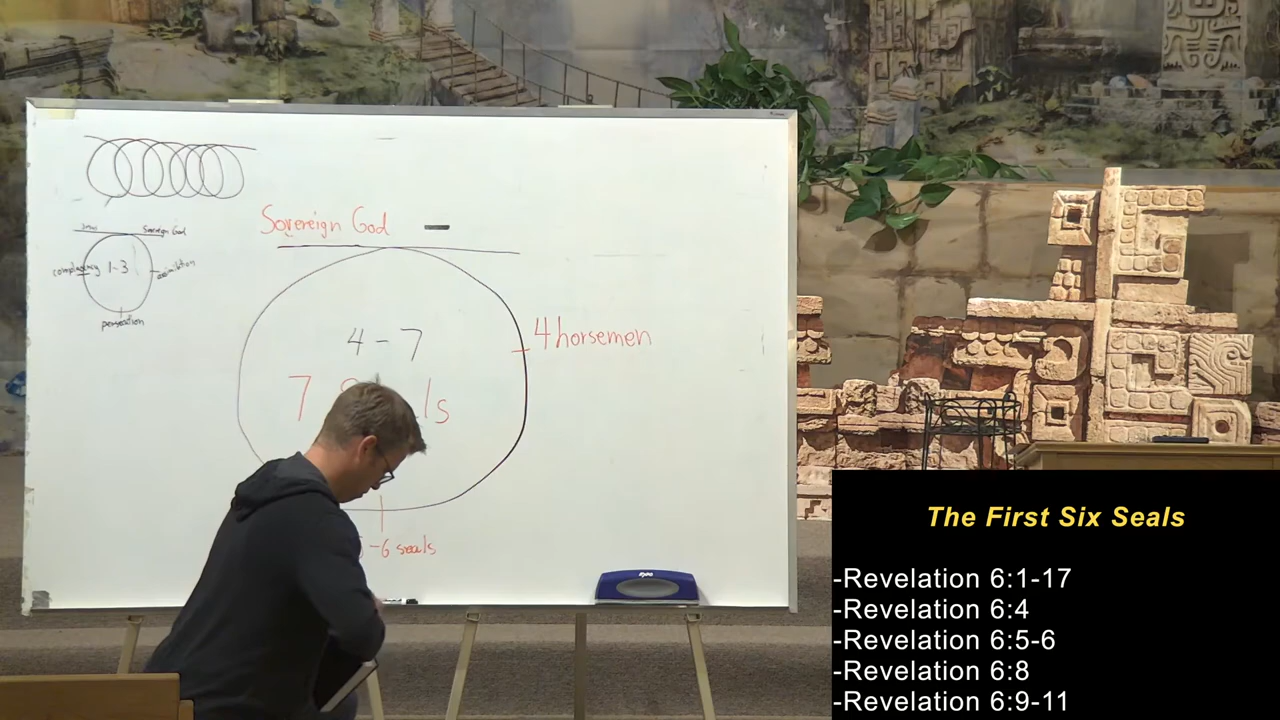 Sovereign God
Sovereign God
complacency 1-3 assimilation
persecution
4 horsemen
4-7
7 ls
-6 seals
EXPO
The First Six Seals
-Revelation 6:1-17
-Revelation 6:4
-Revelation 6:5-6
-Revelation 6:8
-Revelation 6:9-11